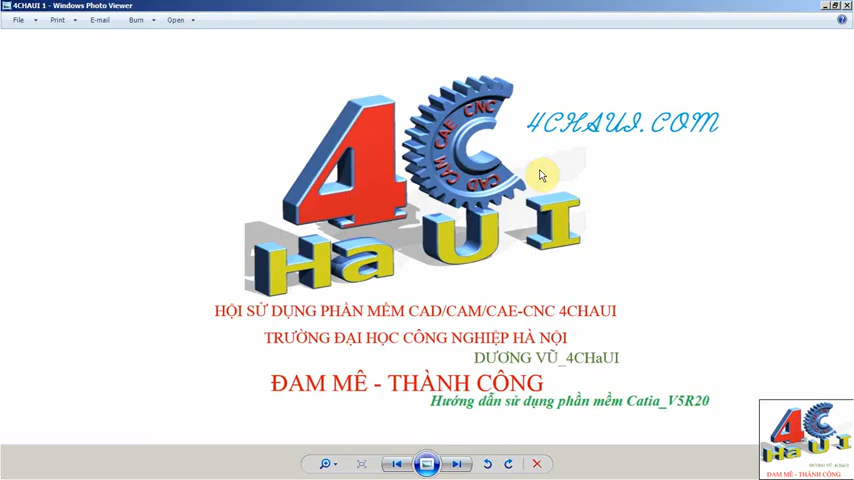 4CHAUI 1 - Windows Photo Viewer
File Print E-mail Burn Open
4C
CAD CAM CAE CNC
4CHAUI.COM
HaUI
HỘI SỬ DỤNG PHẦN MỀM CAD/CAM/CAE-CNC 4CHAUI
TRƯỜNG ĐẠI HỌC CÔNG NGHIỆP HÀ NỘI
DƯƠNG VŨ_4CHaUI
ĐAM MÊ - THÀNH CÔNG
Hướng dẫn sử dụng phần mềm Catia_V5R20
4C
HaUI
DƯƠNG VŨ_4CHaUI
ĐAM MÊ - THÀNH CÔNG